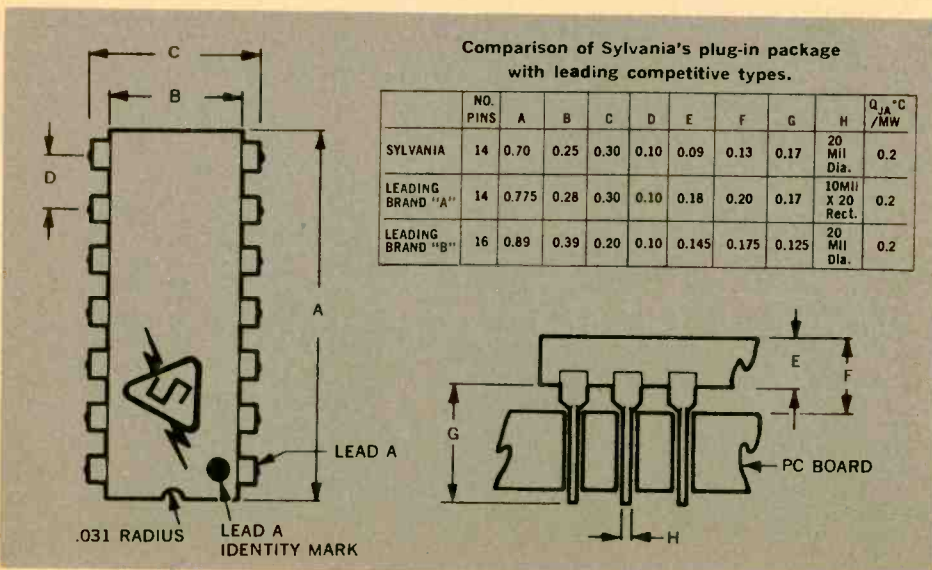 Comparison of Sylvania's plug-in package
with leading competitive types.
NO. PINS A B C D E F G H QJA°C /MW
SYLVANIA 14 0.70 0.25 0.30 0.10 0.09 0.13 0.17 20 Mil Dia. 0.2
LEADING BRAND "A" 14 0.775 0.28 0.30 0.10 0.18 0.20 0.17 10Mil X 20 Rect. 0.2
LEADING BRAND "B" 16 0.89 0.39 0.20 0.10 0.145 0.175 0.125 20 Mil Dia. 0.2
C
B
D
A
LEAD A
.031 RADIUS
LEAD A
IDENTITY MARK
E
F
G
PC BOARD
H